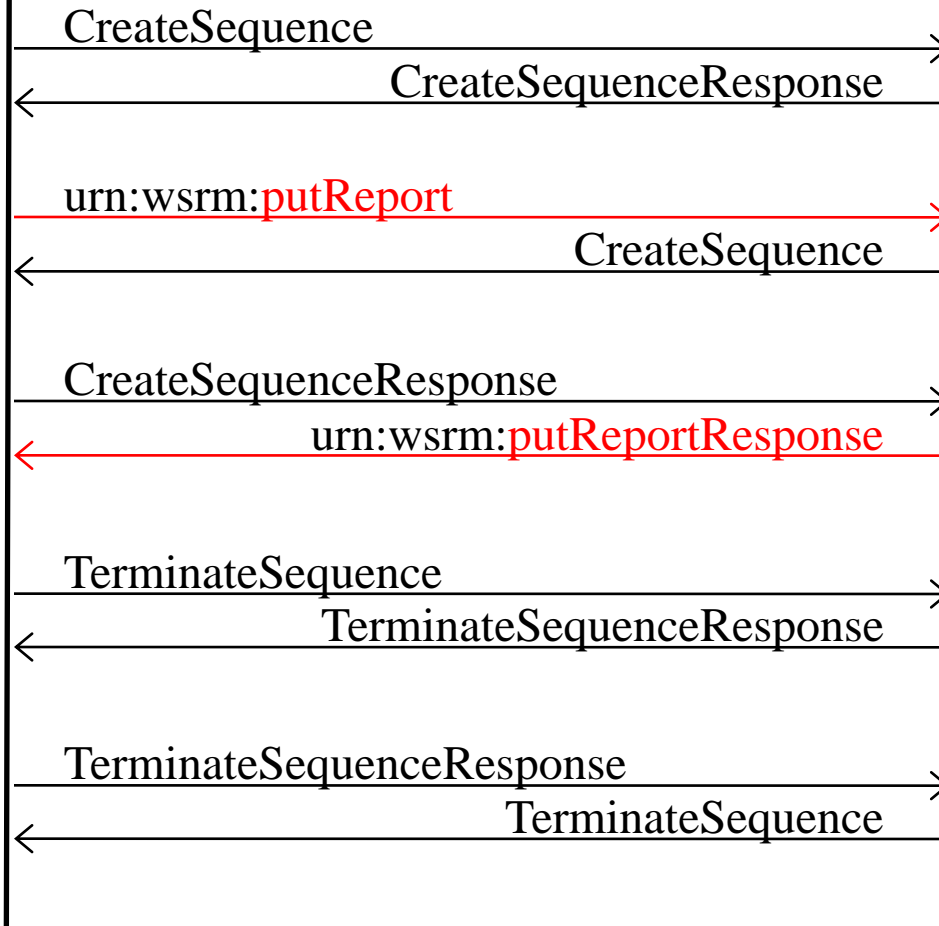 CreateSequence
CreateSequenceResponse
urn:wsrm:putReport
CreateSequence
CreateSequenceResponse
urn:wsrm:putReportResponse
TerminateSequence
TerminateSequenceResponse
TerminateSequenceResponse
TerminateSequence